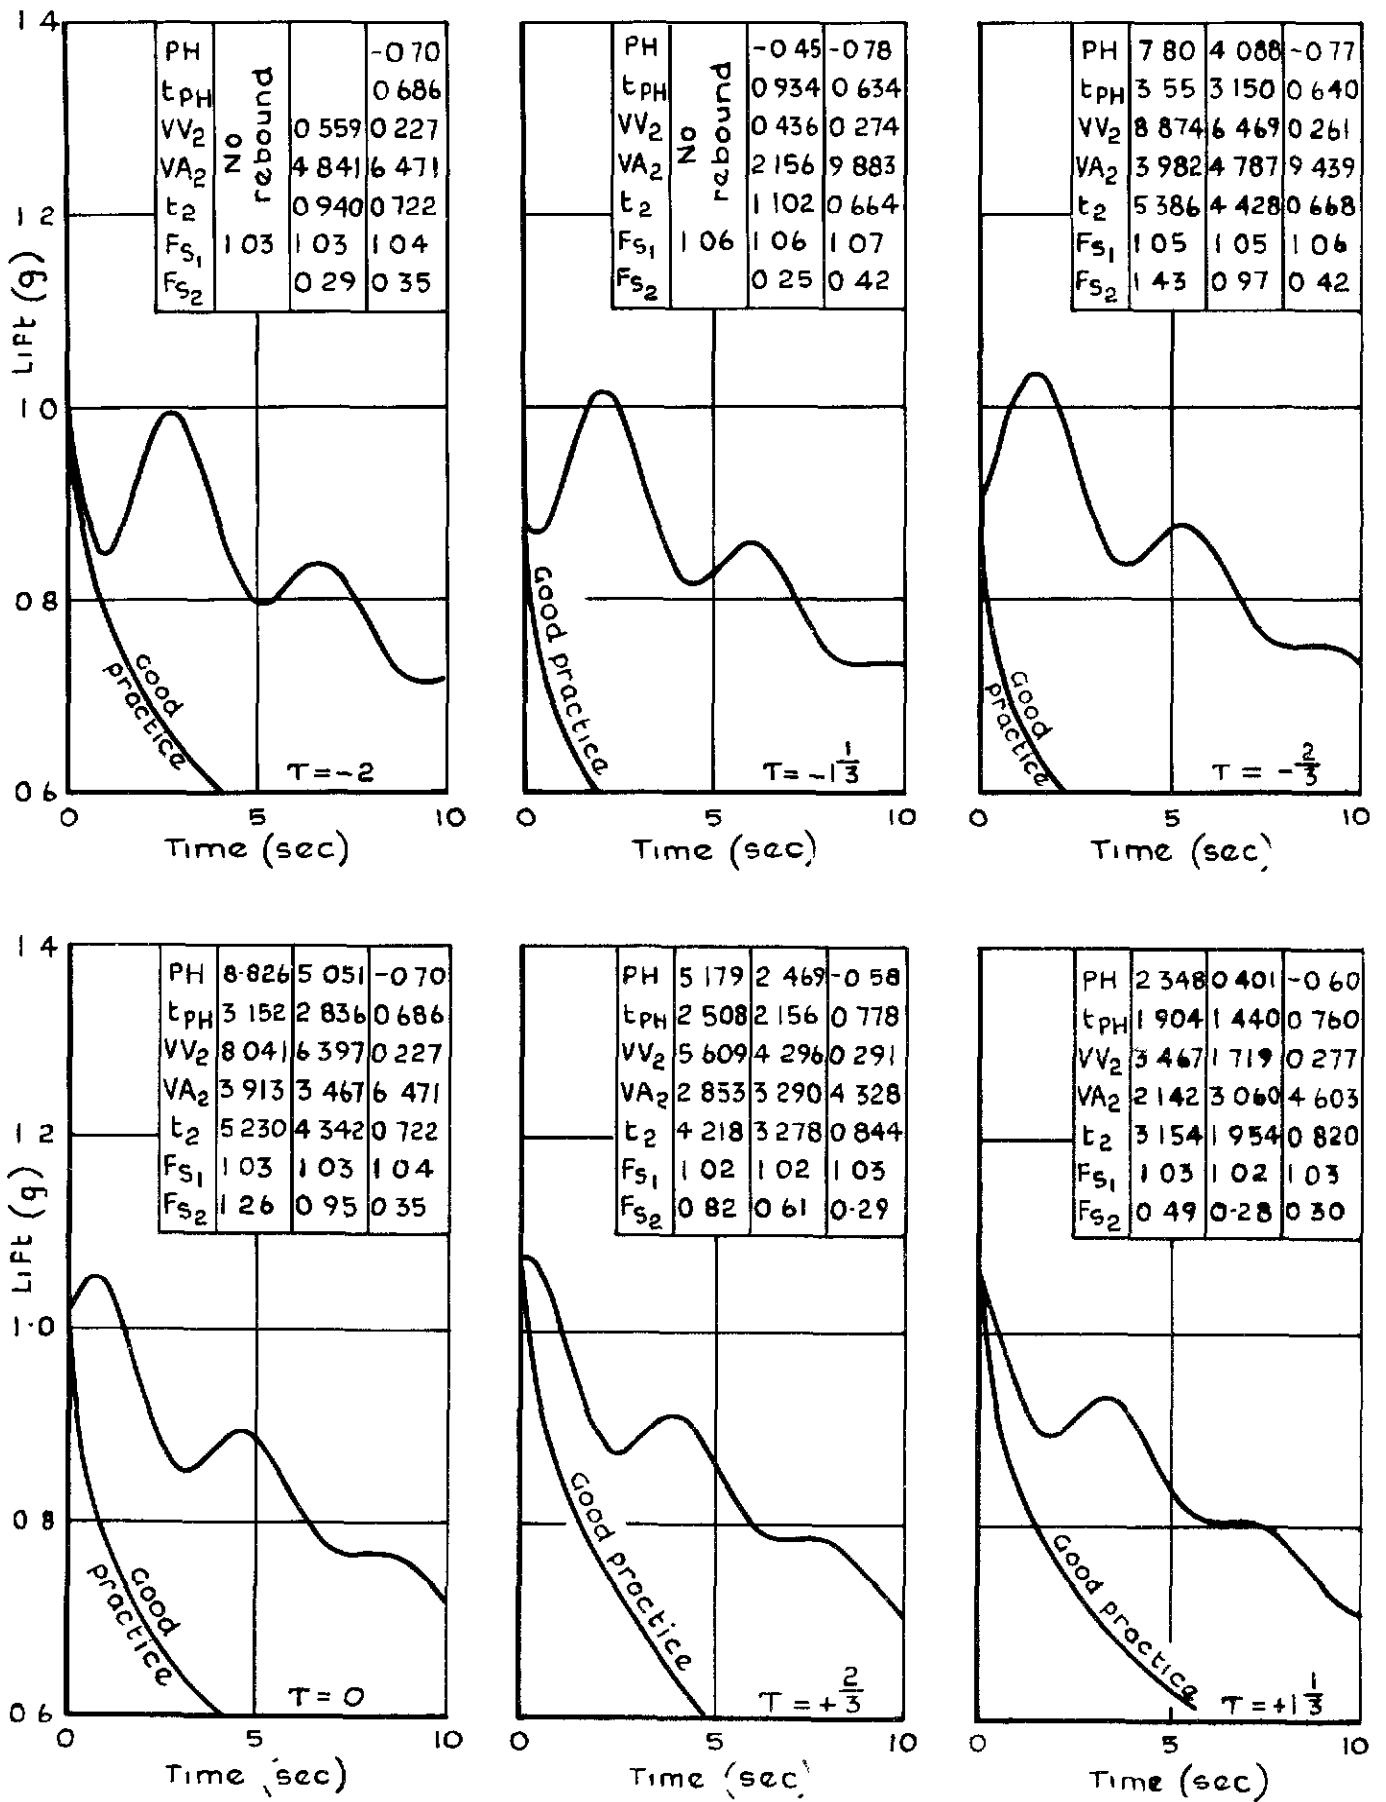 Lift (g)
1 4
1 2
1 0
0 8
0 6
PH -0 70
tPH 0 686
VV2 0 559 0 227
VA2 4 841 6 471
t2 0 940 0 722
FS1 1 03 1 03 1 04
FS2 0 29 0 35
No rebound
Good practice
T = -2
0 5 10
Time (sec)
PH -0 45 -0 78
tPH 0 934 0 634
VV2 0 436 0 274
VA2 2 156 9 883
t2 1 102 0 664
FS1 1 06 1 06 1 07
FS2 0 25 0 42
No rebound
Good practice
T = -1 1/3
0 5 10
Time (sec)
PH 7 80 4 088 -0 77
tPH 3 55 3 150 0 640
VV2 8 874 6 469 0 261
VA2 3 982 4 787 9 439
t2 5 386 4 428 0 668
FS1 1 05 1 05 1 06
FS2 1 43 0 97 0 42
Good practice
T = -2/3
0 5 10
Time (sec)
Lift (g)
1 4
1 2
1·0
0 8
0 6
PH 8·826 5 051 -0 70
tPH 3 152 2 836 0 686
VV2 8 041 6 397 0 227
VA2 3 913 3 467 6 471
t2 5 230 4 342 0 722
FS1 1 03 1 03 1 04
FS2 1 26 0 95 0 35
Good practice
T = 0
0 5 10
Time (sec)
PH 5 179 2 469 -0 58
tPH 2 508 2 156 0 778
VV2 5 609 4 296 0 291
VA2 2 853 3 290 4 328
t2 4 218 3 278 0 844
FS1 1 02 1 02 1 03
FS2 0 82 0 61 0·29
Good practice
T = +2/3
0 5 10
Time (sec)
PH 2 348 0 401 -0 60
tPH 1 904 1 440 0 760
VV2 3 467 1 719 0 277
VA2 2 142 3 060 4 603
t2 3 154 1 954 0 820
FS1 1 03 1 02 1 03
FS2 0 49 0·28 0 30
Good practice
T = +1 1/3
0 5 10
Time (sec)